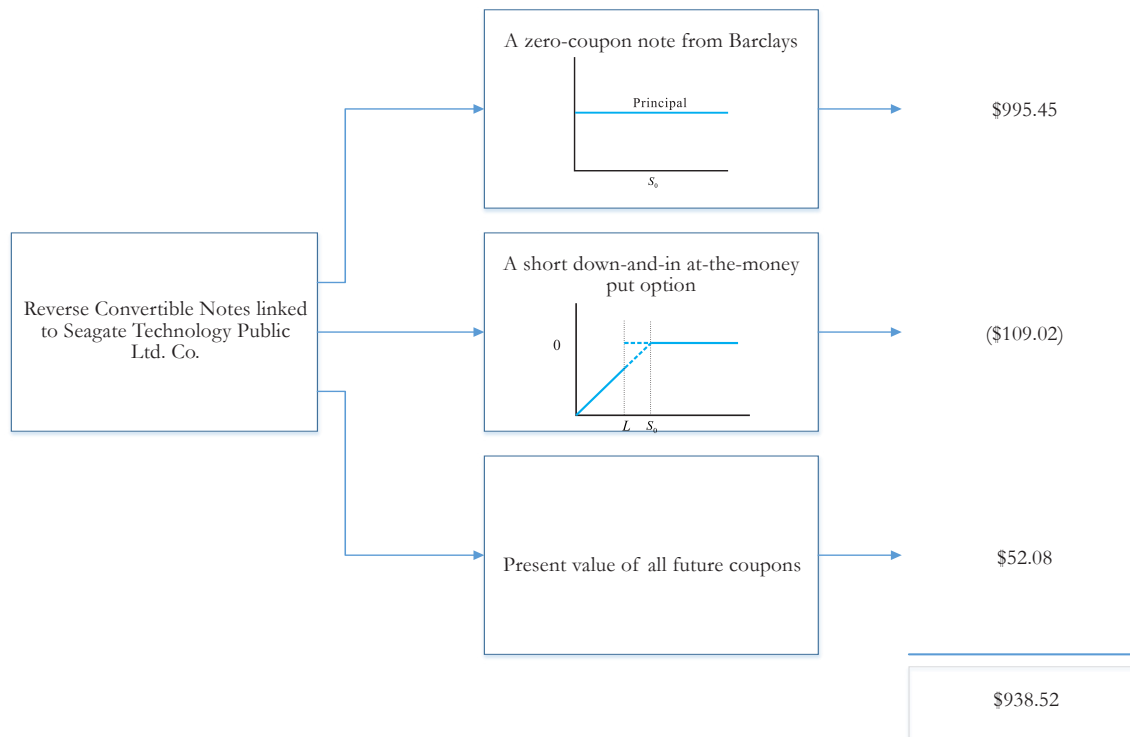 A zero-coupon note from Barclays
Principal
S₀
$995.45
Reverse Convertible Notes linked
to Seagate Technology Public
Ltd. Co.
A short down-and-in at-the-money
put option
0
L S₀
($109.02)
Present value of all future coupons
$52.08
$938.52